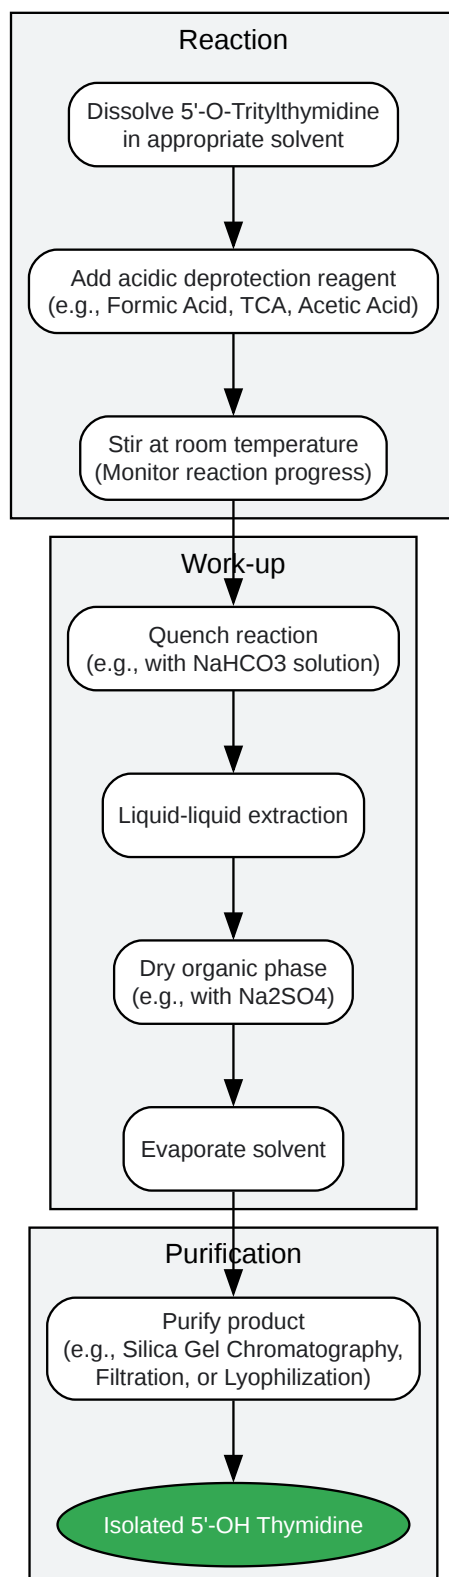 Reaction
Dissolve 5'-O-Tritylthymidine
in appropriate solvent
Add acidic deprotection reagent
(e.g., Formic Acid, TCA, Acetic Acid)
Stir at room temperature
(Monitor reaction progress)
Work-up
Quench reaction
(e.g., with NaHCO3 solution)
Liquid-liquid extraction
Dry organic phase
(e.g., with Na2SO4)
Evaporate solvent
Purification
Purify product
(e.g., Silica Gel Chromatography,
Filtration, or Lyophilization)
Isolated 5'-OH Thymidine